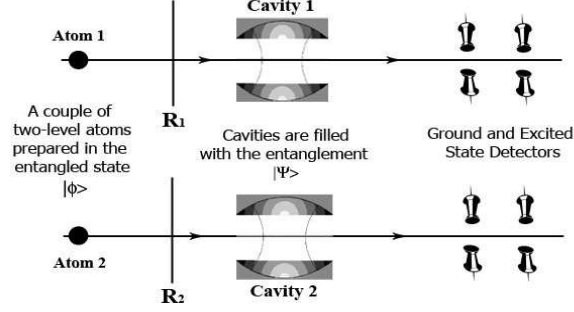 Cavity 1
Atom 1
R₁
A couple of
two-level atoms
prepared in the
entangled state
|ϕ>
Cavities are filled
with the entanglement
|Ψ>
Ground and Excited
State Detectors
Atom 2
R₂
Cavity 2